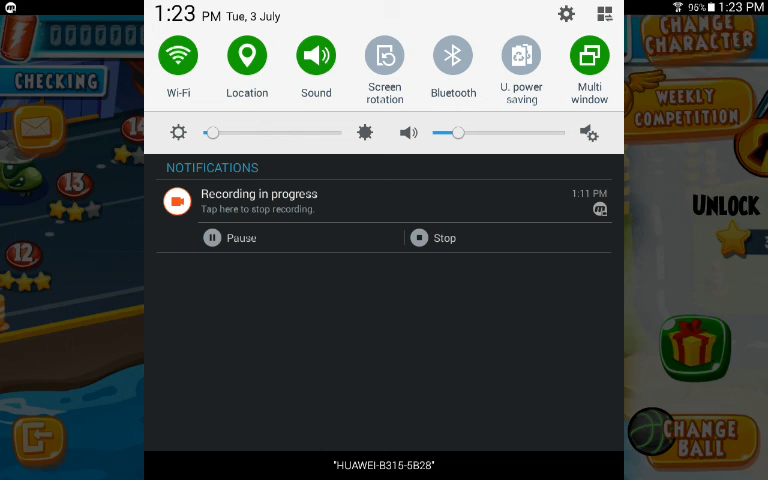 1:23 PM Tue, 3 July
96% 1:23 PM
Wi-Fi
Location
Sound
Screen rotation
Bluetooth
U. power saving
Multi window
NOTIFICATIONS
Recording in progress
1:11 PM
Tap here to stop recording.
Pause
Stop
"HUAWEI-B315-5B28"
CHECKING
14
13
12
CHANGE
CHARACTER
WEEKLY
COMPETITION
UNLOCK
CHANGE
BALL